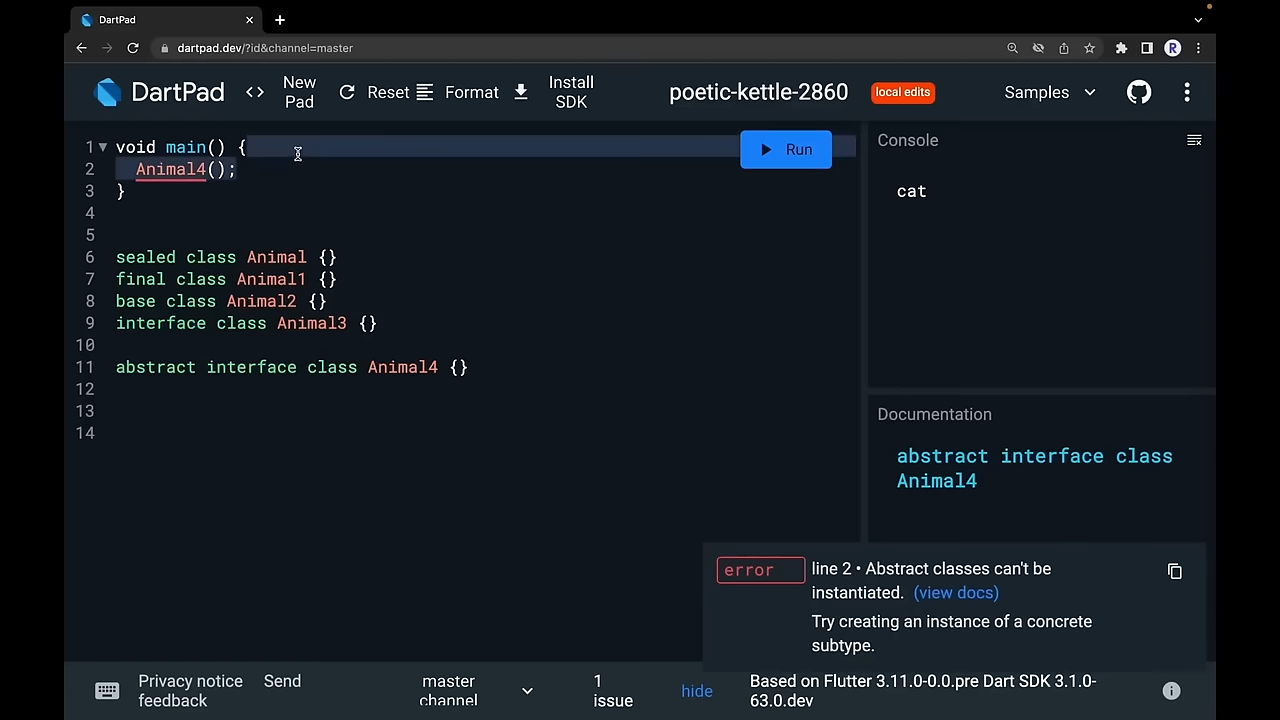 DartPad
dartpad.dev/?id&channel=master
R
DartPad
<> New Pad
Reset
Format
Install SDK
poetic-kettle-2860
local edits
Samples
1 void main() {
2   Animal4();
3 }
4
5
6 sealed class Animal {}
7 final class Animal1 {}
8 base class Animal2 {}
9 interface class Animal3 {}
10
11 abstract interface class Animal4 {}
12
13
14
Run
Console
cat
Documentation
abstract interface class
Animal4
error
line 2 • Abstract classes can't be
instantiated. (view docs)
Try creating an instance of a concrete
subtype.
Privacy notice
feedback
Send
master
channel
1
issue
hide
Based on Flutter 3.11.0-0.0.pre Dart SDK 3.1.0-
63.0.dev